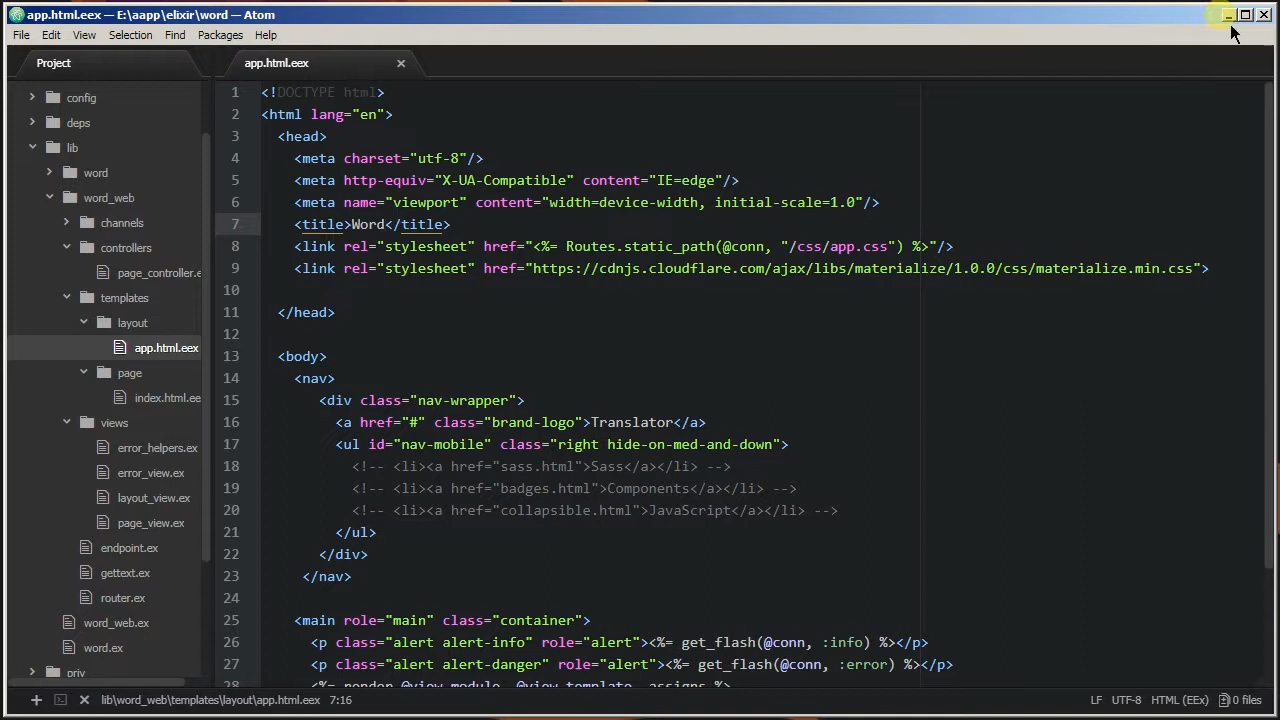 app.html.eex — E:\aapp\elixir\word — Atom
File Edit View Selection Find Packages Help
Project
config
deps
lib
word
word_web
channels
controllers
page_controller.e
templates
layout
app.html.eex
page
index.html.ee
views
error_helpers.ex
error_view.ex
layout_view.ex
page_view.ex
endpoint.ex
gettext.ex
router.ex
word_web.ex
word.ex
priv
app.html.eex
1 <!DOCTYPE html>
2 <html lang="en">
3 <head>
4 <meta charset="utf-8"/>
5 <meta http-equiv="X-UA-Compatible" content="IE=edge"/>
6 <meta name="viewport" content="width=device-width, initial-scale=1.0"/>
7 <title>Word</title>
8 <link rel="stylesheet" href="<%= Routes.static_path(@conn, "/css/app.css") %>"/>
9 <link rel="stylesheet" href="https://cdnjs.cloudflare.com/ajax/libs/materialize/1.0.0/css/materialize.min.css">
10
11 </head>
12
13 <body>
14 <nav>
15 <div class="nav-wrapper">
16 <a href="#" class="brand-logo">Translator</a>
17 <ul id="nav-mobile" class="right hide-on-med-and-down">
18 <!-- <li><a href="sass.html">Sass</a></li> -->
19 <!-- <li><a href="badges.html">Components</a></li> -->
20 <!-- <li><a href="collapsible.html">JavaScript</a></li> -->
21 </ul>
22 </div>
23 </nav>
24
25 <main role="main" class="container">
26 <p class="alert alert-info" role="alert"><%= get_flash(@conn, :info) %></p>
27 <p class="alert alert-danger" role="alert"><%= get_flash(@conn, :error) %></p>
28 <%= render @view_module, @view_template, assigns %>
lib\word_web\templates\layout\app.html.eex 7:16
LF UTF-8 HTML (EEx) 0 files